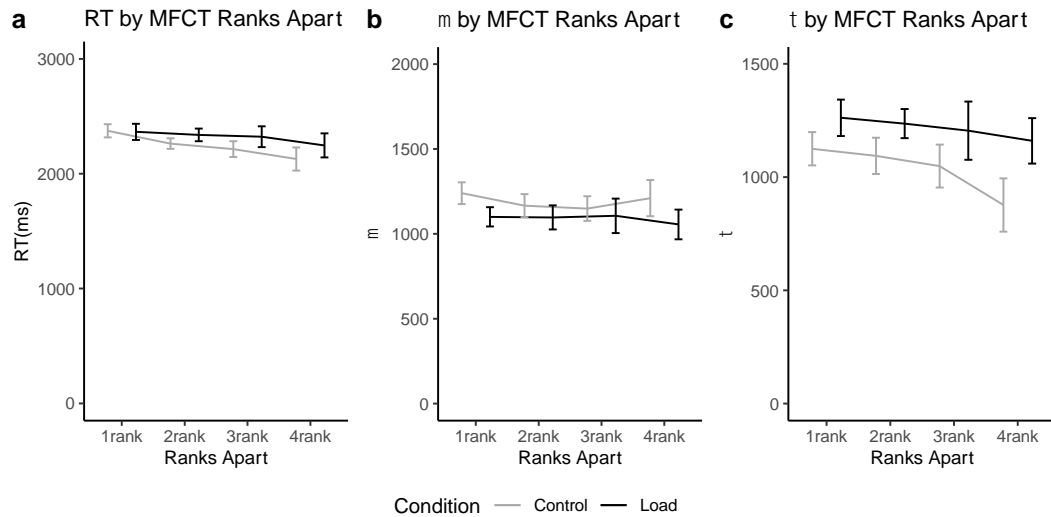 a RT by MFCT Ranks Apart
3000
2000
1000
0
RT(ms)
1rank 2rank 3rank 4rank
Ranks Apart
b m by MFCT Ranks Apart
2000
1500
1000
500
0
m
1rank 2rank 3rank 4rank
Ranks Apart
c t by MFCT Ranks Apart
1500
1000
500
0
t
1rank 2rank 3rank 4rank
Ranks Apart
Condition Control Load